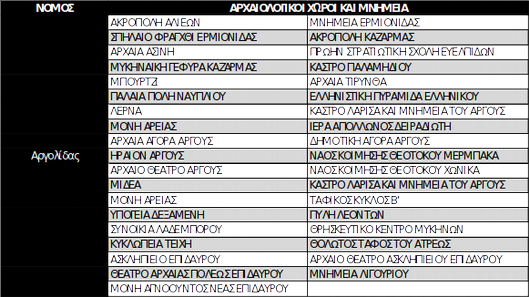 ΝΟΜΟΣ ΑΡΧΑΙΟΛΟΓΙΚΟΙ ΧΩΡΟΙ ΚΑΙ ΜΝΗΜΕΙΑ
ΑΚΡΟΠΟΛΗ ΑΛΙΕΩΝ ΜΝΗΜΕΙΑ ΕΡΜΙΟΝΙΔΑΣ
ΣΠΗΛΑΙΟ ΦΡΑΓΧΘΙ ΕΡΜΙΟΝΙΔΑΣ ΑΚΡΟΠΟΛΗ ΚΑΖΑΡΜΑΣ
ΑΡΧΑΙΑ ΑΣΙΝΗ ΠΡΩΗΝ ΣΤΡΑΤΙΩΤΙΚΗ ΣΧΟΛΗ ΕΥΕΛΠΙΔΩΝ
ΜΥΚΗΝΑΙΚΗ ΓΕΦΥΡΑ ΚΑΖΑΡΜΑΣ ΚΑΣΤΡΟ ΠΑΛΑΜΗΔΙΟΥ
ΜΠΟΥΡΤΖΙ ΑΡΧΑΙΑ ΤΙΡΥΝΘΑ
ΠΑΛΑΙΑ ΠΟΛΗ ΝΑΥΠΛΙΟΥ ΕΛΛΗΝΙΣΤΙΚΗ ΠΥΡΑΜΙΔΑ ΕΛΛΗΝΙΚΟΥ
ΛΕΡΝΑ ΚΑΣΤΡΟ ΛΑΡΙΣΑ ΚΑΙ ΜΝΗΜΕΙΑ ΤΟΥ ΑΡΓΟΥΣ
ΜΟΝΗ ΑΡΕΙΑΣ ΙΕΡΑ ΑΠΟΛΛΩΝΟΣ ΔΕΙΡΑΔΙΩΤΗ
ΑΡΧΑΙΑ ΑΓΟΡΑ ΑΡΓΟΥΣ ΔΗΜΟΤΙΚΗ ΑΓΟΡΑ ΑΡΓΟΥΣ
Αργολίδας ΗΡΑΙΟΝ ΑΡΓΟΥΣ ΝΑΟΣ ΚΟΙΜΗΣΗΣ ΘΕΟΤΟΚΟΥ ΜΕΡΜΠΑΚΑ
ΑΡΧΑΙΟ ΘΕΑΤΡΟ ΑΡΓΟΥΣ ΝΑΟΣ ΚΟΙΜΗΣΗΣ ΘΕΟΤΟΚΟΥ ΧΩΝΙΚΑ
ΜΙΔΕΑ ΚΑΣΤΡΟ ΛΑΡΙΣΑ ΚΑΙ ΜΝΗΜΕΙΑ ΤΟΥ ΑΡΓΟΥΣ
ΜΟΝΗ ΑΡΕΙΑΣ ΤΑΦΙΚΟΣ ΚΥΚΛΟΣ Β'
ΥΠΟΓΕΙΑ ΔΕΞΑΜΕΝΗ ΠΥΛΗ ΛΕΟΝΤΩΝ
ΣΥΝΟΙΚΙΑ ΛΑΔΕΜΠΟΡΟΥ ΘΡΗΣΚΕΥΤΙΚΟ ΚΕΝΤΡΟ ΜΥΚΗΝΩΝ
ΚΥΚΛΩΠΕΙΑ ΤΕΙΧΗ ΘΟΛΩΤΟΣ ΤΑΦΟΣ ΤΟΥ ΑΤΡΕΩΣ
ΑΣΚΛΗΠΙΕΙΟ ΕΠΙΔΑΥΡΟΥ ΑΡΧΑΙΟ ΘΕΑΤΡΟ ΑΣΚΛΗΠΙΕΙΟΥ ΕΠΙΔΑΥΡΟΥ
ΘΕΑΤΡΟ ΑΡΧΑΙΑΣ ΠΟΛΕΩΣ ΕΠΙΔΑΥΡΟΥ ΜΝΗΜΕΙΑ ΛΙΓΟΥΡΙΟΥ
ΜΟΝΗ ΑΓΝΟΟΥΝΤΟΣ ΝΕΑΣ ΕΠΙΔΑΥΡΟΥ